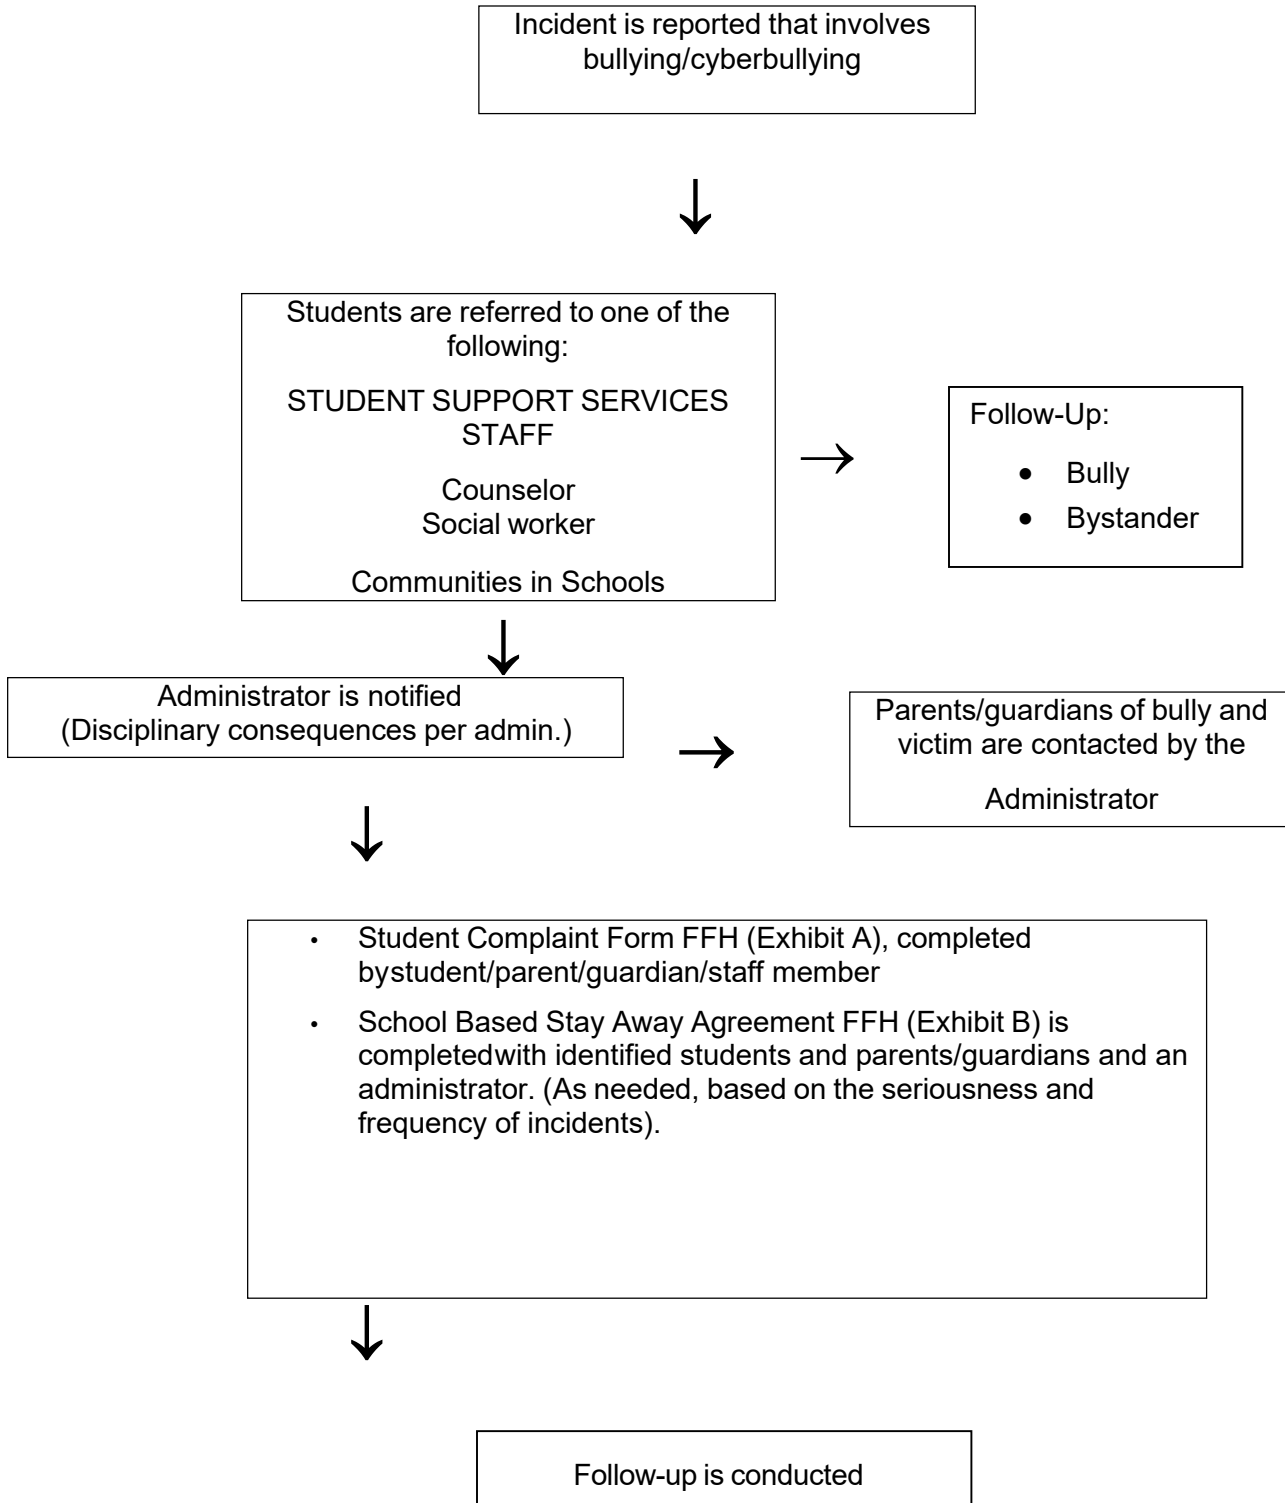 Incident is reported that involves
bullying/cyberbullying
↓
Students are referred to one of the
following:
STUDENT SUPPORT SERVICES
STAFF
Counselor
Social worker
Communities in Schools
→
Follow-Up:
● Bully
● Bystander
↓
Administrator is notified
(Disciplinary consequences per admin.)
→
Parents/guardians of bully and
victim are contacted by the
Administrator
↓
• Student Complaint Form FFH (Exhibit A), completed
bystudent/parent/guardian/staff member
• School Based Stay Away Agreement FFH (Exhibit B) is
completedwith identified students and parents/guardians and an
administrator. (As needed, based on the seriousness and
frequency of incidents).
↓
Follow-up is conducted